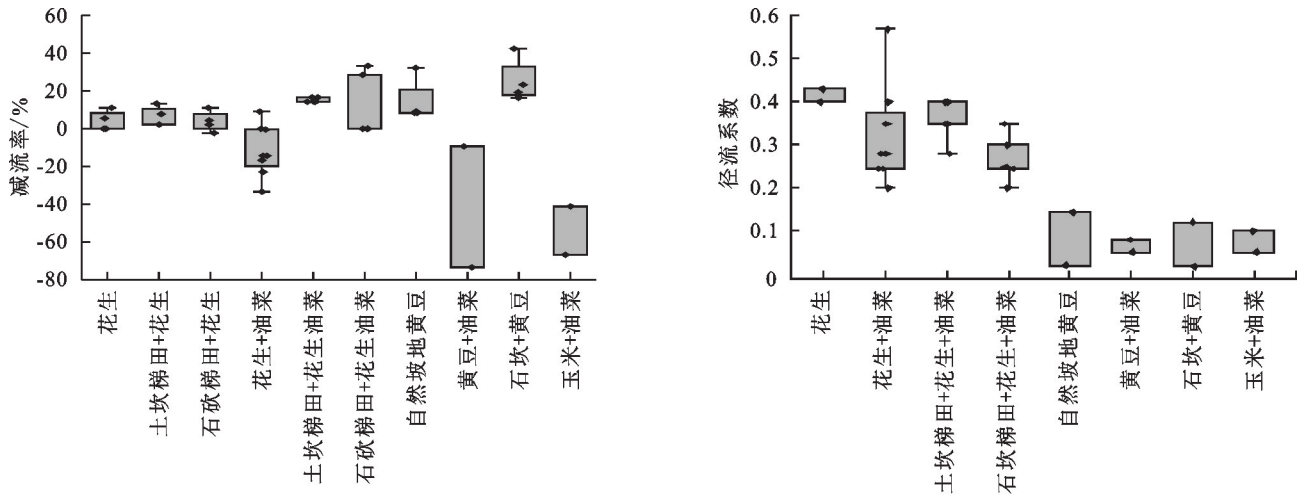 减流率/%
60
40
20
0
-20
-40
-60
-80
花生
土坎梯田+花生
石砍梯田+花生
花生+油菜
土坎梯田+花生油菜
石砍梯田+花生油菜
自然坡地黄豆
黄豆+油菜
石坎+黄豆
玉米+油菜
径流系数
0.6
0.5
0.4
0.3
0.2
0.1
0
花生
花生+油菜
土坎梯田+花生+油菜
石坎梯田+花生+油菜
自然坡地黄豆
黄豆+油菜
石坎+黄豆
玉米+油菜